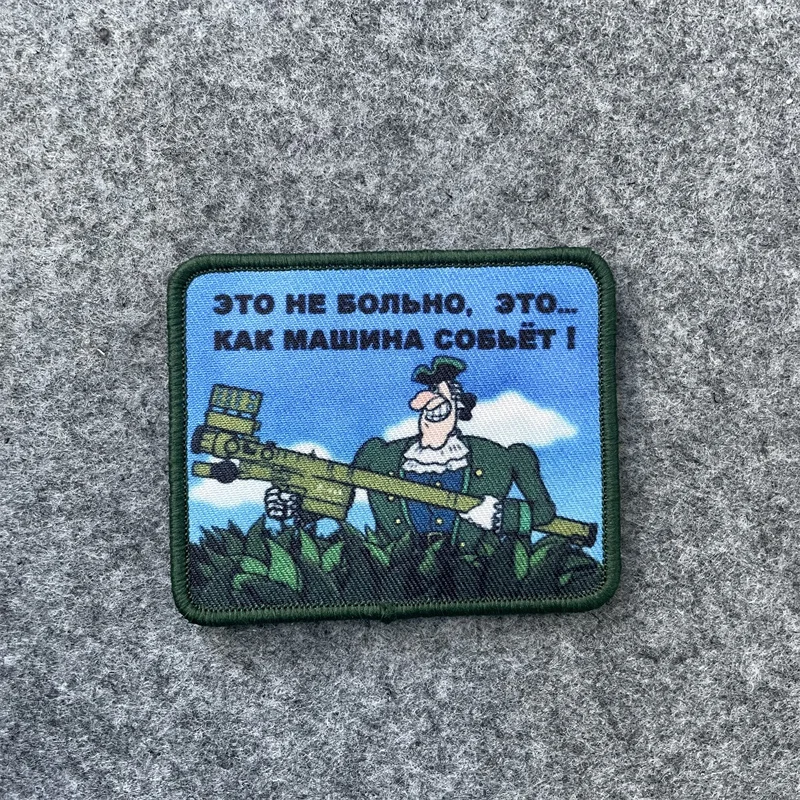 ЭТО НЕ БОЛЬНО, ЭТО...
КАК МАШИНА СОБЬЁТ !